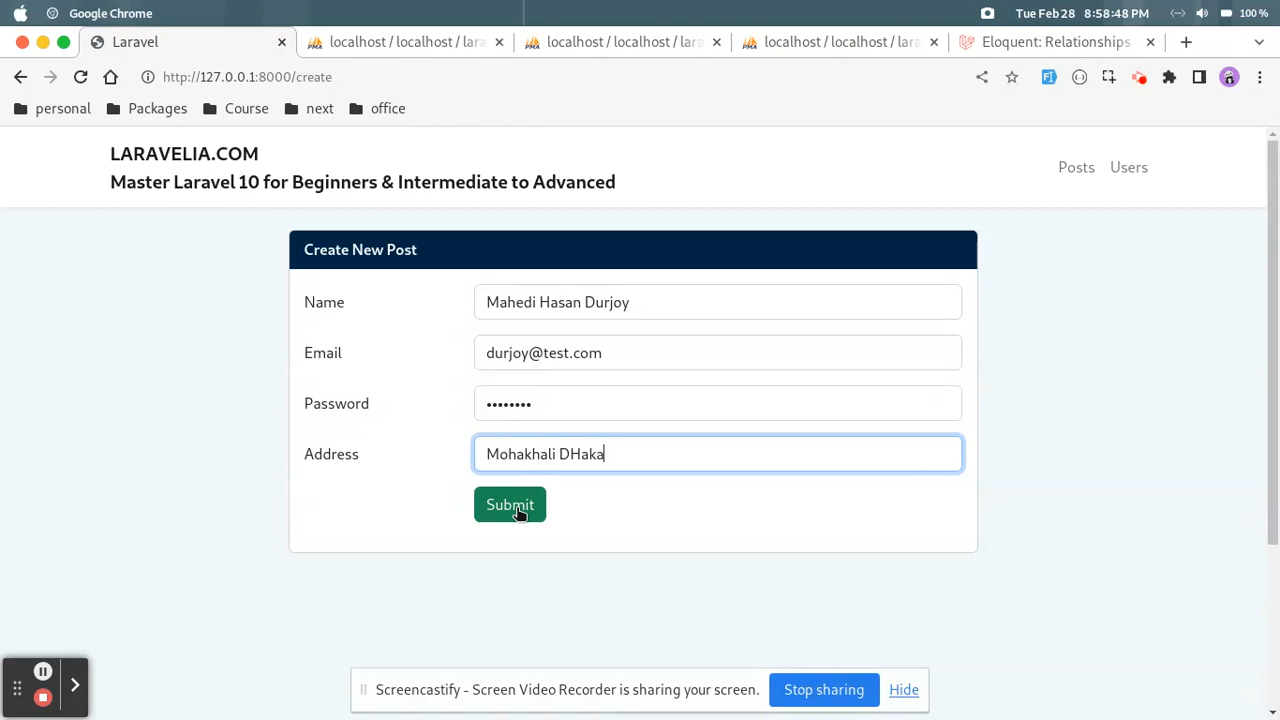 Google Chrome
Tue Feb 28 8:58:48 PM
100 %
Laravel
localhost / localhost / lara
localhost / localhost / lara
localhost / localhost / lara
Eloquent: Relationships
http://127.0.0.1:8000/create
personal
Packages
Course
next
office
LARAVELIA.COM
Master Laravel 10 for Beginners & Intermediate to Advanced
Posts
Users
Create New Post
Name
Mahedi Hasan Durjoy
Email
durjoy@test.com
Password
••••••••
Address
Mohakhali DHaka
Submit
Screencastify - Screen Video Recorder is sharing your screen.
Stop sharing
Hide